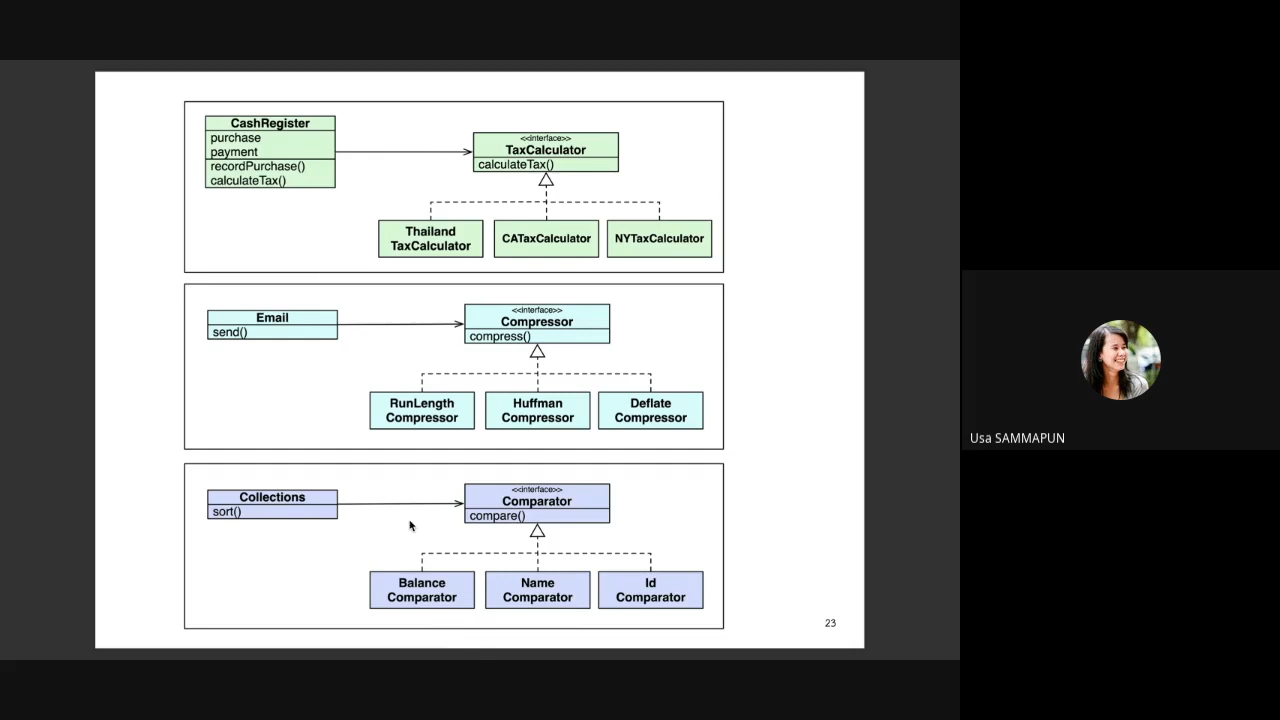 CashRegister
purchase
payment
recordPurchase()
calculateTax()
<<interface>>
TaxCalculator
calculateTax()
Thailand
TaxCalculator
CATaxCalculator
NYTaxCalculator
Email
send()
<<interface>>
Compressor
compress()
RunLength
Compressor
Huffman
Compressor
Deflate
Compressor
Collections
sort()
<<interface>>
Comparator
compare()
Balance
Comparator
Name
Comparator
Id
Comparator
23
Usa SAMMAPUN